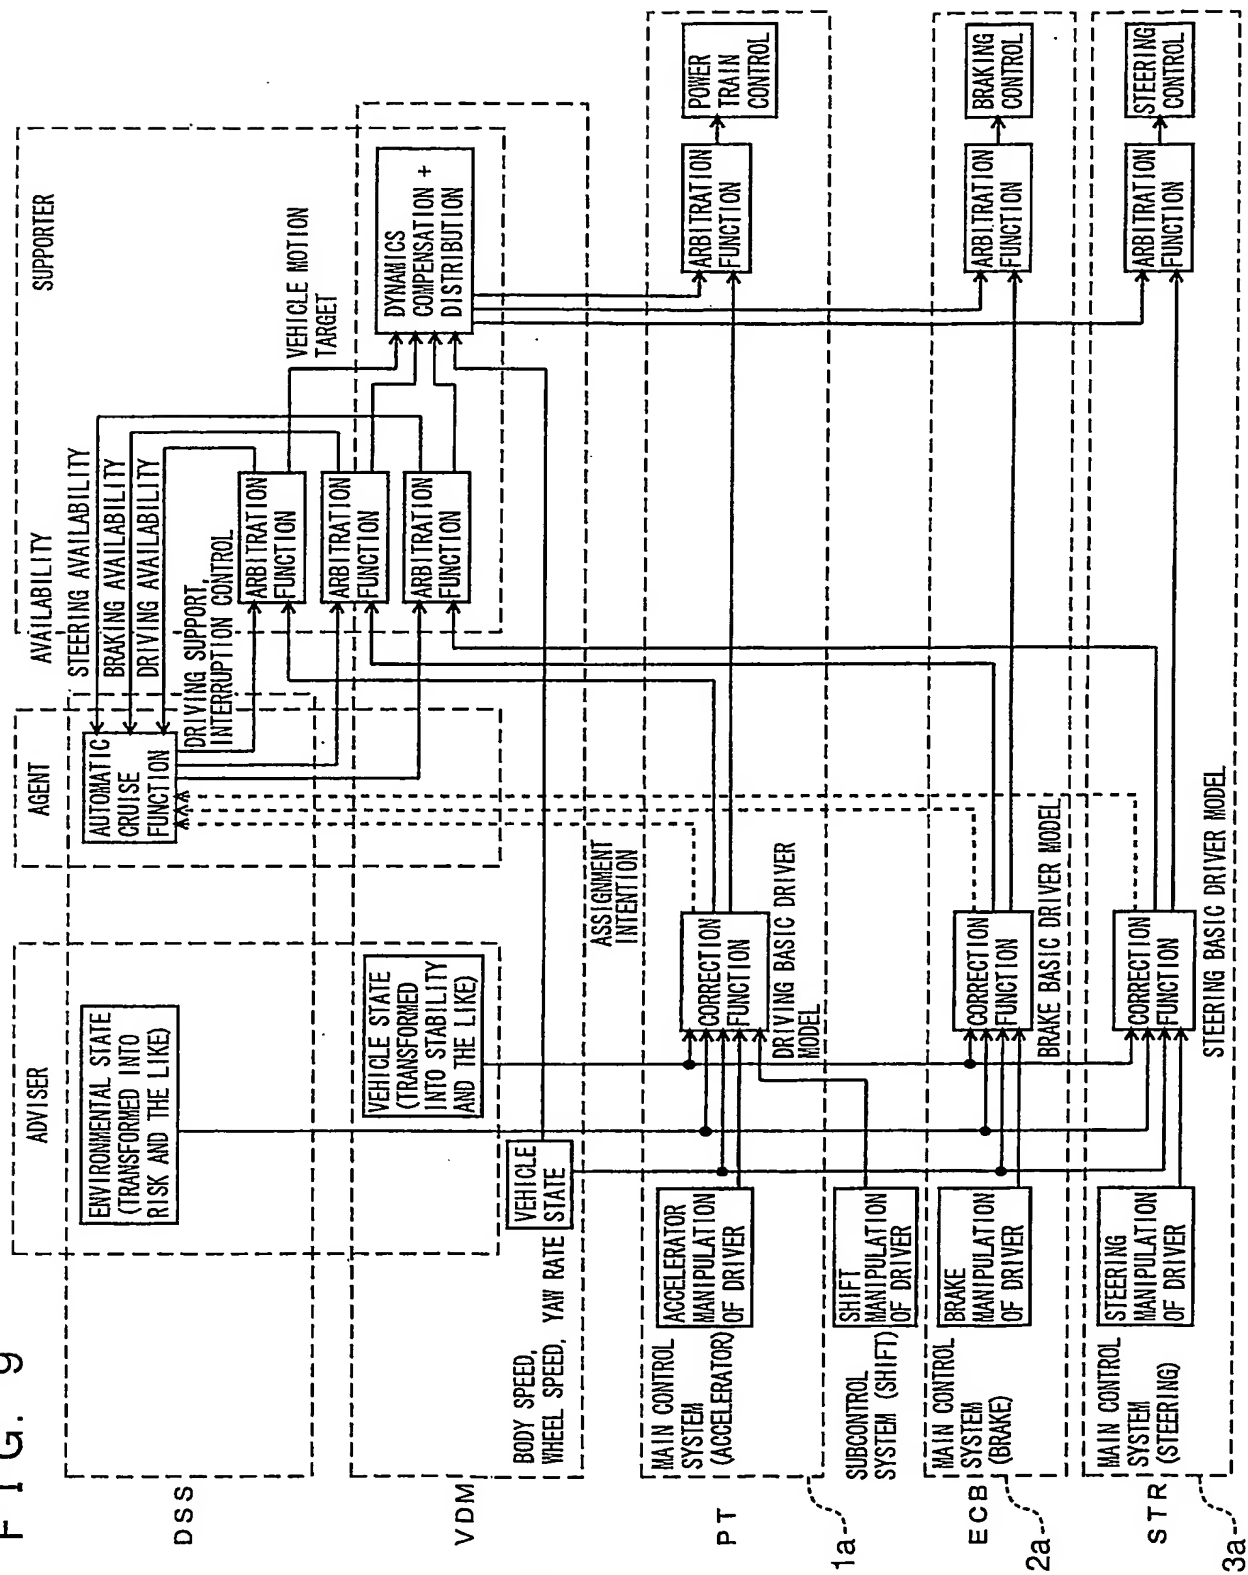 FIG. 9
DSS
VDM
PT
ECB
STR
1a
2a
3a
ADVISER
AGENT
SUPPORTER
ENVIRONMENTAL STATE
(TRANSFORMED INTO
RISK AND THE LIKE)
AUTOMATIC
CRUISE
FUNCTION
AVAILABILITY
STEERING AVAILABILITY
BRAKING AVAILABILITY
DRIVING AVAILABILITY
DRIVING SUPPORT,
INTERRUPTION CONTROL
ARBITRATION
FUNCTION
ARBITRATION
FUNCTION
ARBITRATION
FUNCTION
VEHICLE MOTION
TARGET
DYNAMICS
COMPENSATION +
DISTRIBUTION
VEHICLE STATE
(TRANSFORMED
INTO STABILITY
AND THE LIKE)
BODY SPEED,
WHEEL SPEED, YAW RATE
VEHICLE
STATE
ASSIGNMENT
INTENTION
MAIN CONTROL
SYSTEM
(ACCELERATOR)
ACCELERATOR
MANIPULATION
OF DRIVER
CORRECTION
FUNCTION
DRIVING BASIC DRIVER
MODEL
ARBITRATION
FUNCTION
POWER
TRAIN
CONTROL
SUBCONTROL
SYSTEM (SHIFT)
SHIFT
MANIPULATION
OF DRIVER
MAIN CONTROL
SYSTEM
(BRAKE)
BRAKE
MANIPULATION
OF DRIVER
CORRECTION
FUNCTION
BRAKE BASIC DRIVER MODEL
ARBITRATION
FUNCTION
BRAKING
CONTROL
MAIN CONTROL
SYSTEM
(STEERING)
STEERING
MANIPULATION
OF DRIVER
CORRECTION
FUNCTION
STEERING BASIC DRIVER MODEL
ARBITRATION
FUNCTION
STEERING
CONTROL